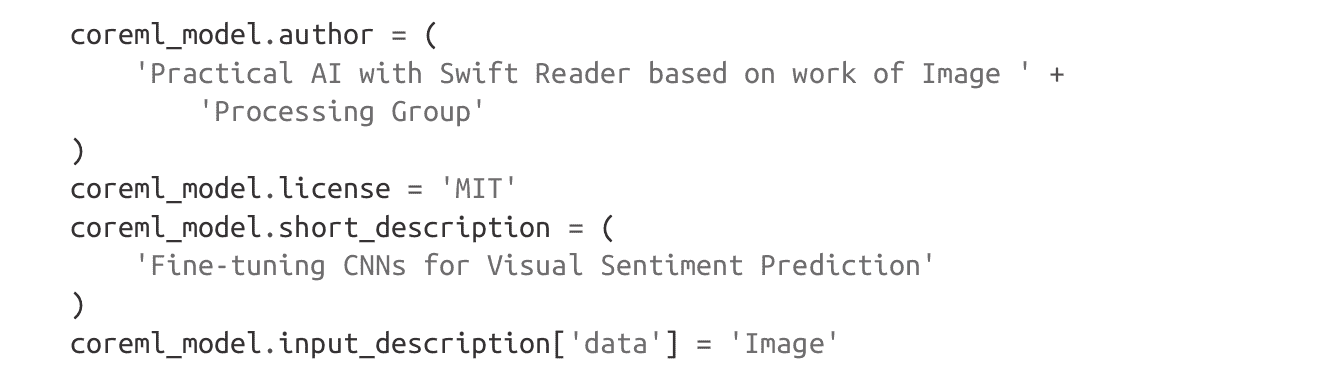 coreml_model.author = (
    'Practical AI with Swift Reader based on work of Image ' +
        'Processing Group'
)
coreml_model.license = 'MIT'
coreml_model.short_description = (
    'Fine-tuning CNNs for Visual Sentiment Prediction'
)
coreml_model.input_description['data'] = 'Image'